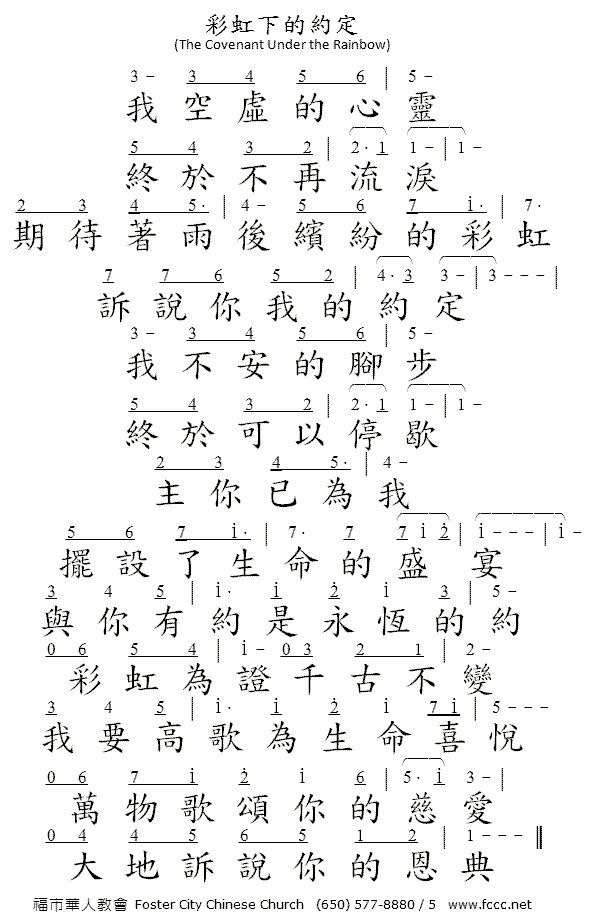 彩虹下的約定
(The Covenant Under the Rainbow)
3 – 3 4 5 6 | 5 –
我空虛的心靈
5 4 3 2 | 2· 1 1 – | 1 –
終於不再流淚
2 3 4 5· | 4 – 5 6 7 i· | 7·
期待著雨後繽紛的彩虹
7 7 6 5 2 | 4· 3 3 – | 3 – – – |
訴說你我的約定
3 – 3 4 5 6 | 5 –
我不安的腳步
5 4 3 2 | 2· 1 1 – | 1 –
終於可以停歇
2 3 4 5· | 4 –
主你已為我
5 6 7 i· | 7· 7 7 i 2 | i – – – | i –
擺設了生命的盛宴
3 4 5 | i· i 2 i 3 | 5 –
與你有約是永恆的約
0 6 5 4 | i – 0 3 2 1 | 2 –
彩虹為證千古不變
3 4 5 | i· i 2 i 7 i | 5 – – –
我要高歌為生命喜悅
0 6 7 i 2 i 6 | 5· i 3 – |
萬物歌頌你的慈愛
0 4 4 5 6 5 1 2 | 1 – – – ‖
大地訴說你的恩典
福市華人教會 Foster City Chinese Church (650) 577-8880 / 5 www.fccc.net